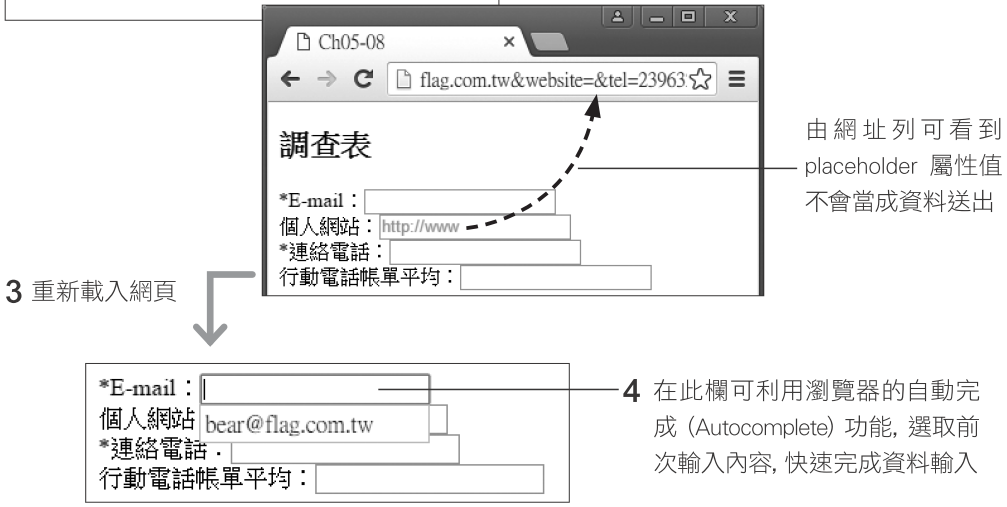 Ch05-08
flag.com.tw&website=&tel=23963
調查表
*E-mail：
個人網站：http://www
*連絡電話：
行動電話帳單平均：
由網址列可看到
placeholder 屬性值
不會當成資料送出
3 重新載入網頁
*E-mail：
個人網站
bear@flag.com.tw
*連絡電話：
行動電話帳單平均：
4 在此欄可利用瀏覽器的自動完
成 (Autocomplete) 功能, 選取前
次輸入內容, 快速完成資料輸入